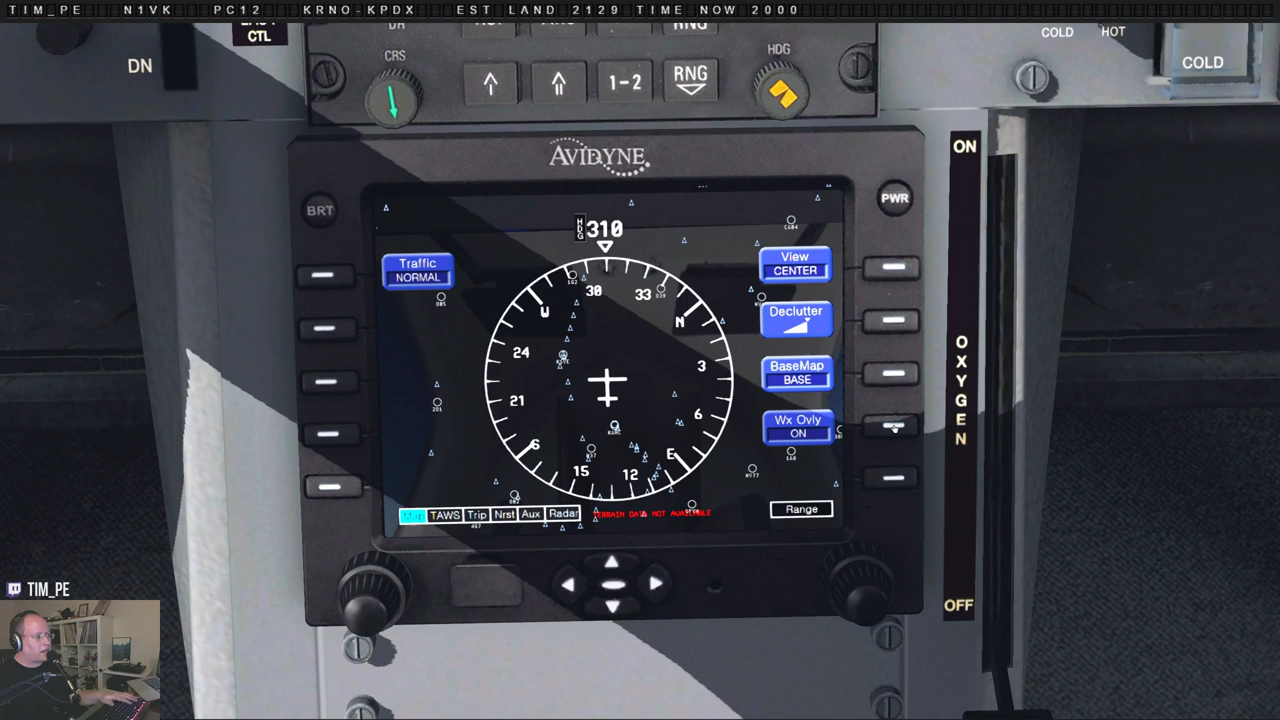 TIM_PE N1VK PC12 KRNO-KPDX EST LAND 2129 TIME NOW 2000
CTL
DN
CRS
HDG
1-2
RNG
COLD
HOT
COLD
AVIDYNE
BRT
PWR
ON
HDG
310
Traffic
NORMAL
View
CENTER
Declutter
BaseMap
BASE
Wx Ovly
ON
30
33
N
3
6
E
12
15
S
21
24
W
OXYGEN
Map TAWS Trip Nrst Aux Radar
TERRAIN DATA NOT AVAILABLE
Range
OFF
TIM_PE